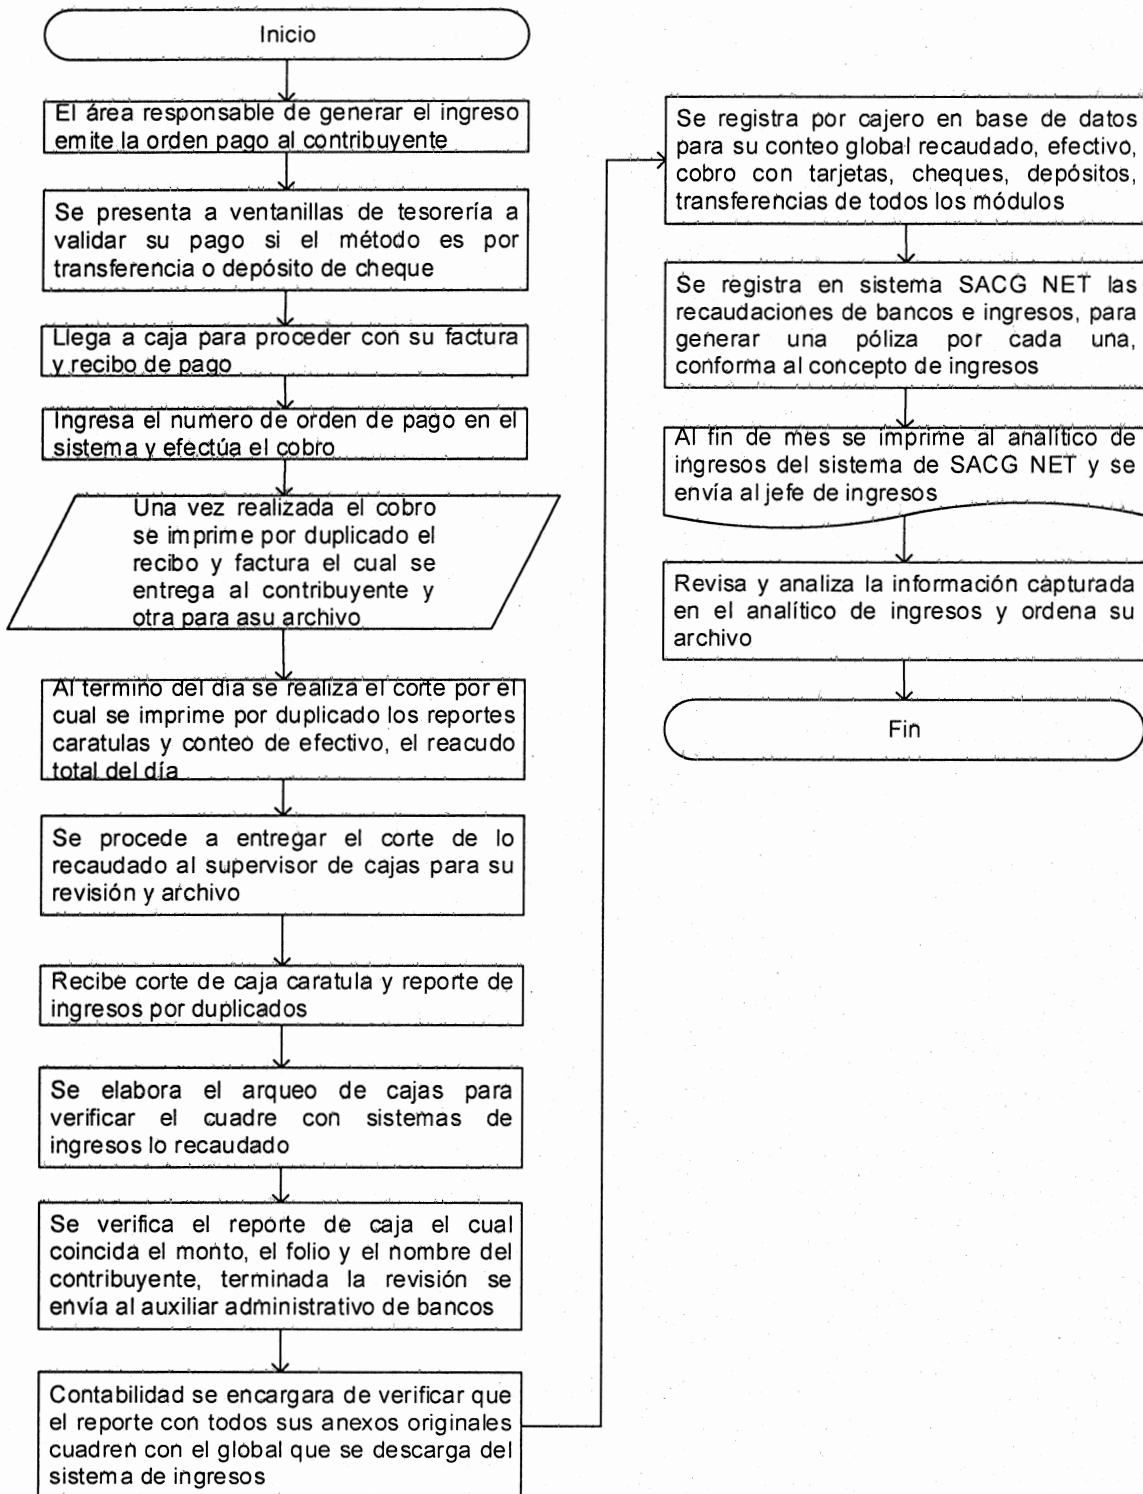 Inicio
El área responsable de generar el ingreso
emite la orden pago al contribuyente
Se presenta a ventanillas de tesorería a
validar su pago si el método es por
transferencia o depósito de cheque
Llega a caja para proceder con su factura
y recibo de pago
Ingresa el numero de orden de pago en el
sistema y efectúa el cobro
Una vez realizada el cobro
se imprime por duplicado el
recibo y factura el cual se
entrega al contribuyente y
otra para asu archivo
Al termino del día se realiza el corte por el
cual se imprime por duplicado los reportes
caratulas y conteo de efectivo, el reacudo
total del día
Se procede a entregar el corte de lo
recaudado al supervisor de cajas para su
revisión y archivo
Recibe corte de caja caratula y reporte de
ingresos por duplicados
Se elabora el arqueo de cajas para
verificar el cuadre con sistemas de
ingresos lo recaudado
Se verifica el reporte de caja el cual
coincida el monto, el folio y el nombre del
contribuyente, terminada la revisión se
envía al auxiliar administrativo de bancos
Contabilidad se encargara de verificar que
el reporte con todos sus anexos originales
cuadren con el global que se descarga del
sistema de ingresos
Se registra por cajero en base de datos
para su conteo global recaudado, efectivo,
cobro con tarjetas, cheques, depósitos,
transferencias de todos los módulos
Se registra en sistema SACG NET las
recaudaciones de bancos e ingresos, para
generar una póliza por cada una,
conforma al concepto de ingresos
Al fin de mes se imprime al analítico de
ingresos del sistema de SACG NET y se
envía al jefe de ingresos
Revisa y analiza la información capturada
en el analítico de ingresos y ordena su
archivo
Fin